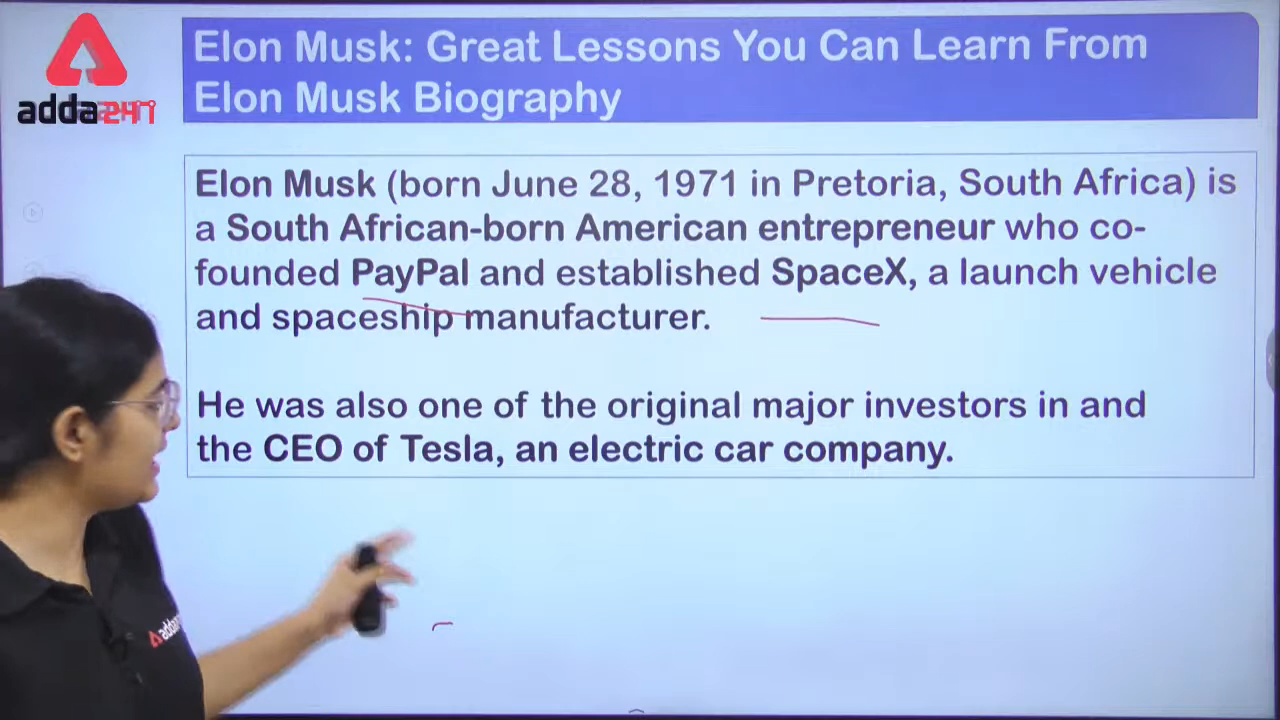 adda247
Elon Musk: Great Lessons You Can Learn From
Elon Musk Biography
Elon Musk (born June 28, 1971 in Pretoria, South Africa) is
a South African-born American entrepreneur who co-
founded PayPal and established SpaceX, a launch vehicle
and spaceship manufacturer.
He was also one of the original major investors in and
the CEO of Tesla, an electric car company.